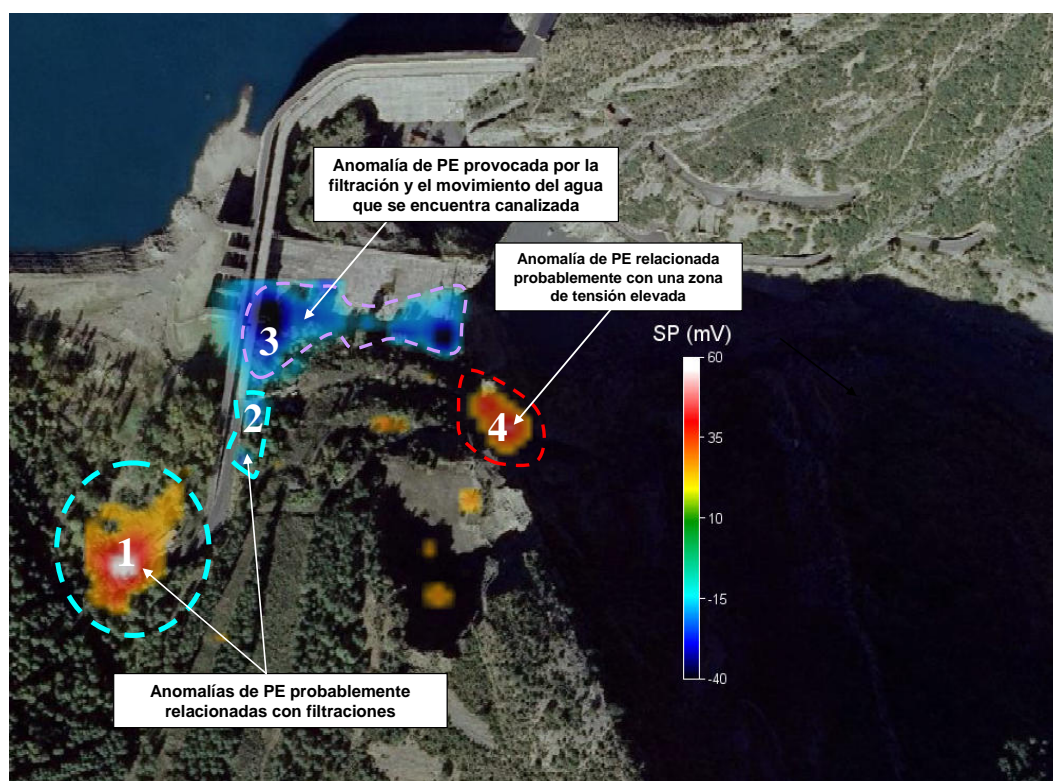 Anomalía de PE provocada por la
filtración y el movimiento del agua
que se encuentra canalizada
Anomalía de PE relacionada
probablemente con una zona
de tensión elevada
SP (mV)
60
35
10
-15
-40
3
2
4
1
Anomalías de PE probablemente
relacionadas con filtraciones